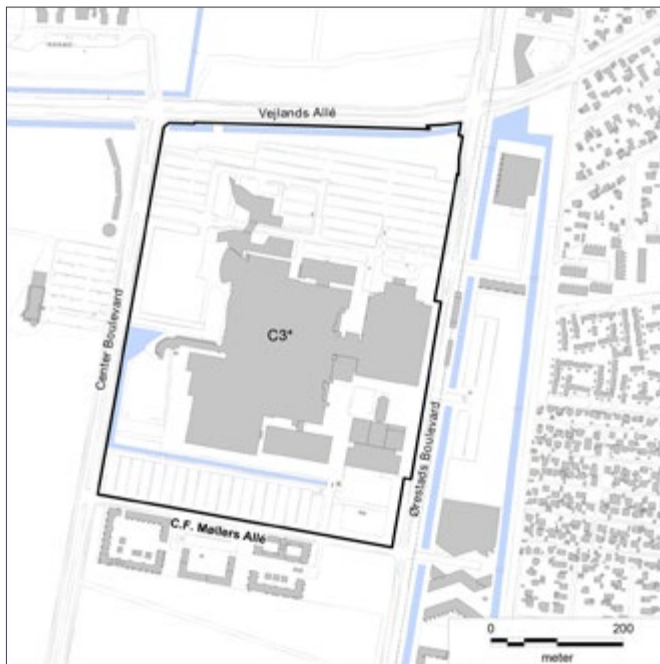 Vejlands Allé
Center Boulevard
C3*
Ørestads Boulevard
C.F. Møllers Allé
0 200
meter